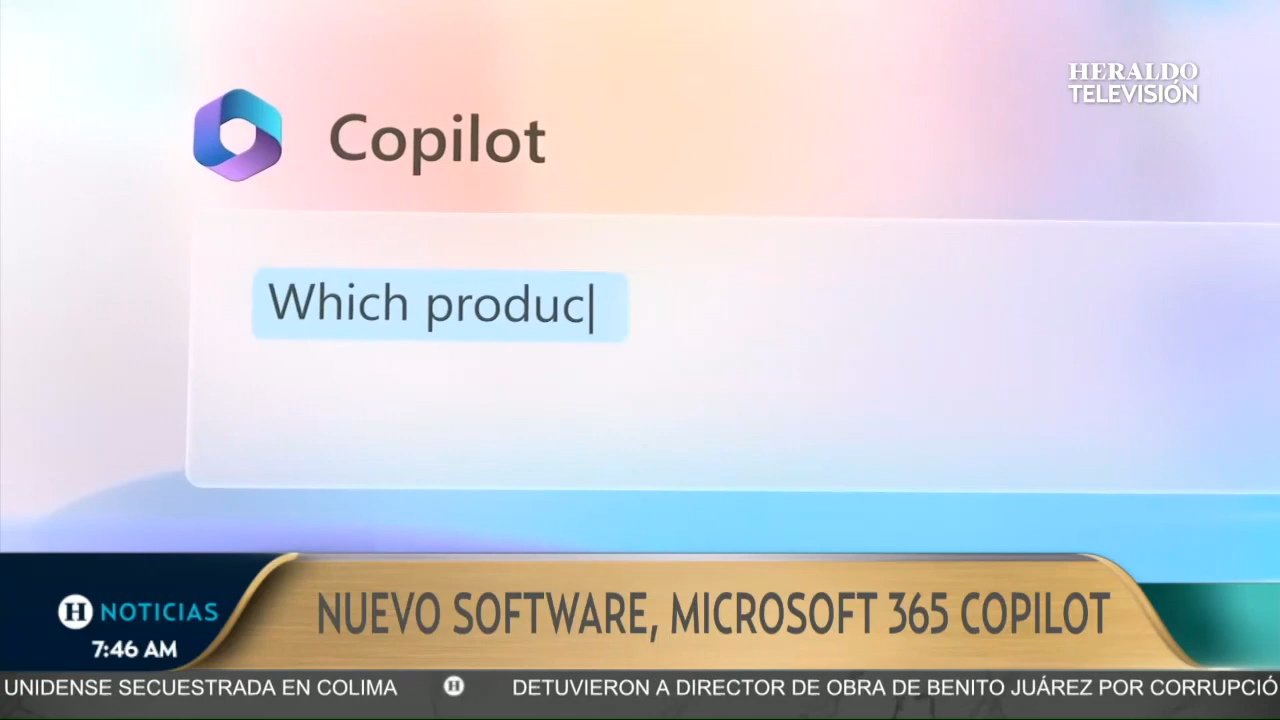 HERALDO
TELEVISIÓN
Copilot
Which produc
NUEVO SOFTWARE, MICROSOFT 365 COPILOT
H NOTICIAS
7:46 AM
UNIDENSE SECUESTRADA EN COLIMA H DETUVIERON A DIRECTOR DE OBRA DE BENITO JUÁREZ POR CORRUPCIÓ